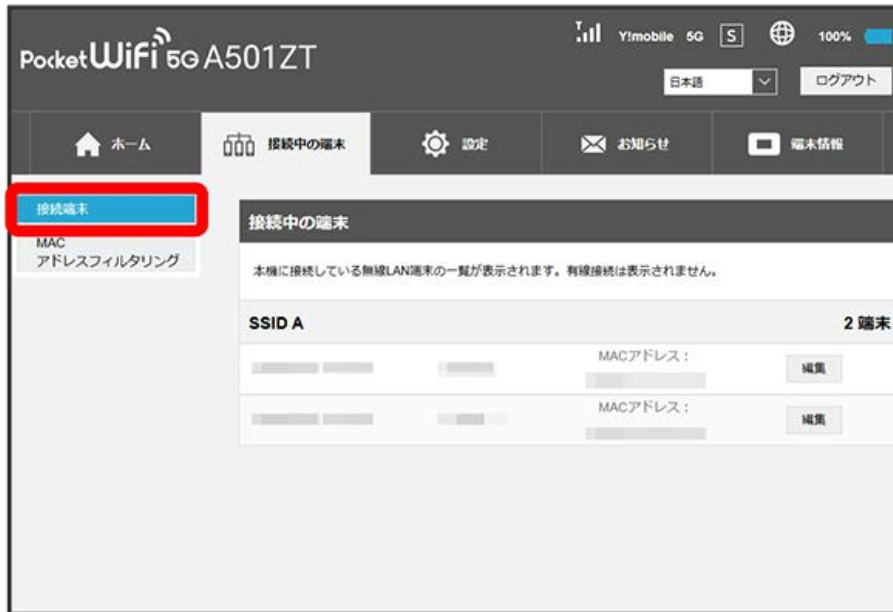 PocketWiFi 5G A501ZT
Y!mobile 5G S 100%
日本語
ログアウト
ホーム
接続中の端末
設定
お知らせ
端末情報
接続端末
MAC
アドレスフィルタリング
接続中の端末
本機に接続している無線LAN端末の一覧が表示されます。有線接続は表示されません。
SSID A 2 端末
MACアドレス：
編集
MACアドレス：
編集